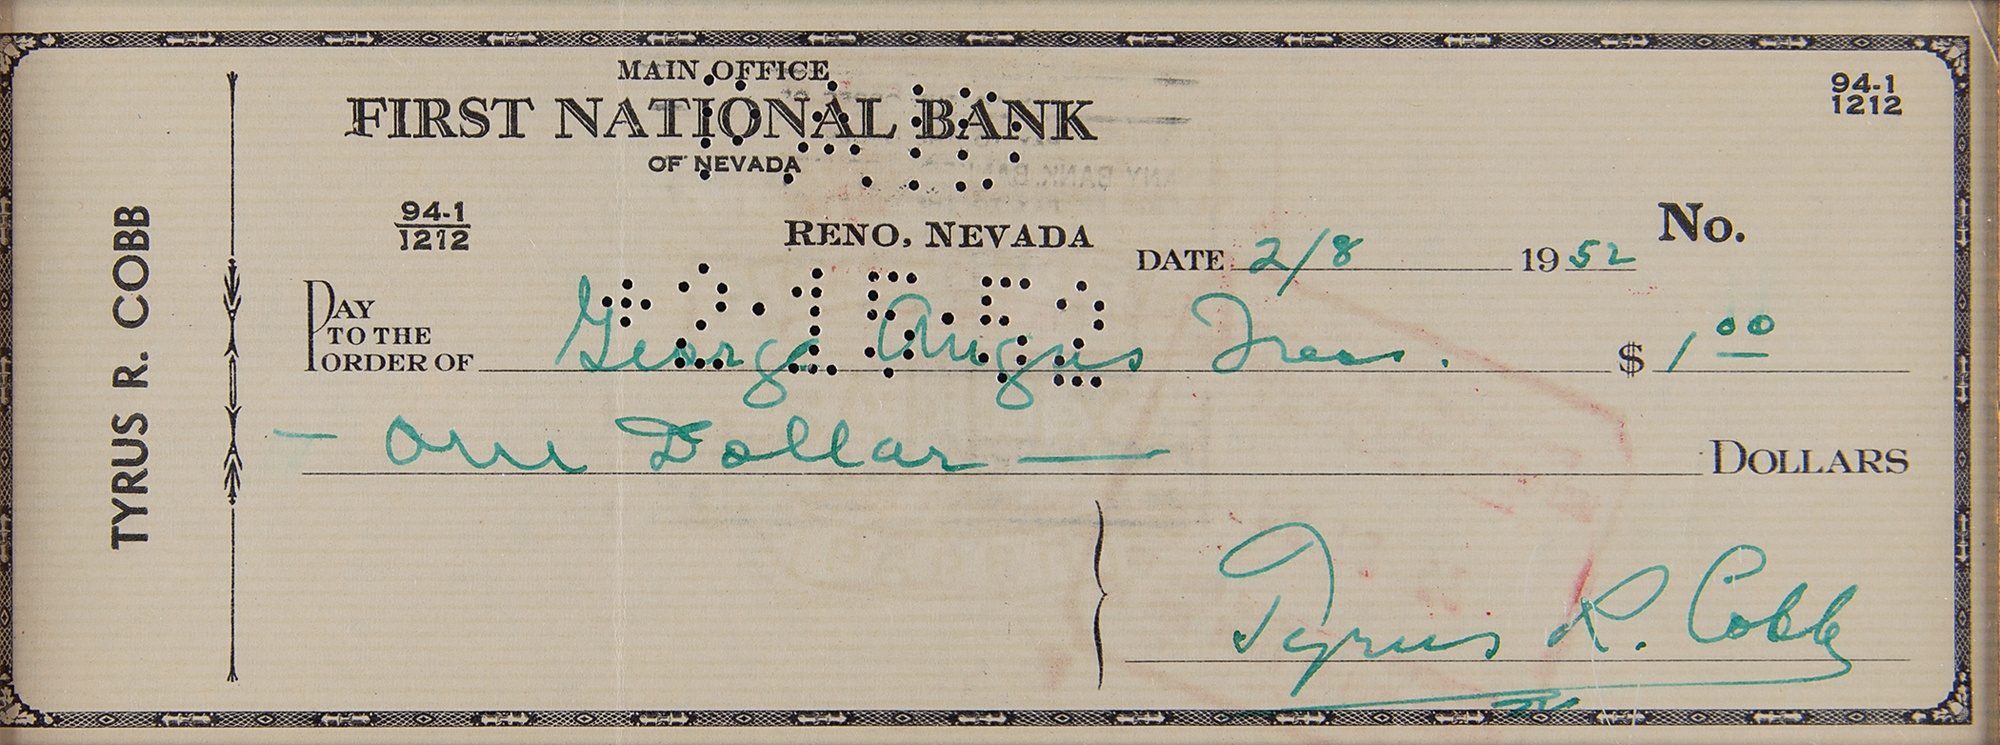 MAIN OFFICE
FIRST NATIONAL BANK
OF NEVADA
94-1
1212
94-1
1212
RENO, NEVADA
No.
DATE 2/8 1952
PAY TO THE ORDER OF George Angus Treas. $ 1 00
- One Dollar - DOLLARS
TYRUS R. COBB
Tyrus R. Cobb